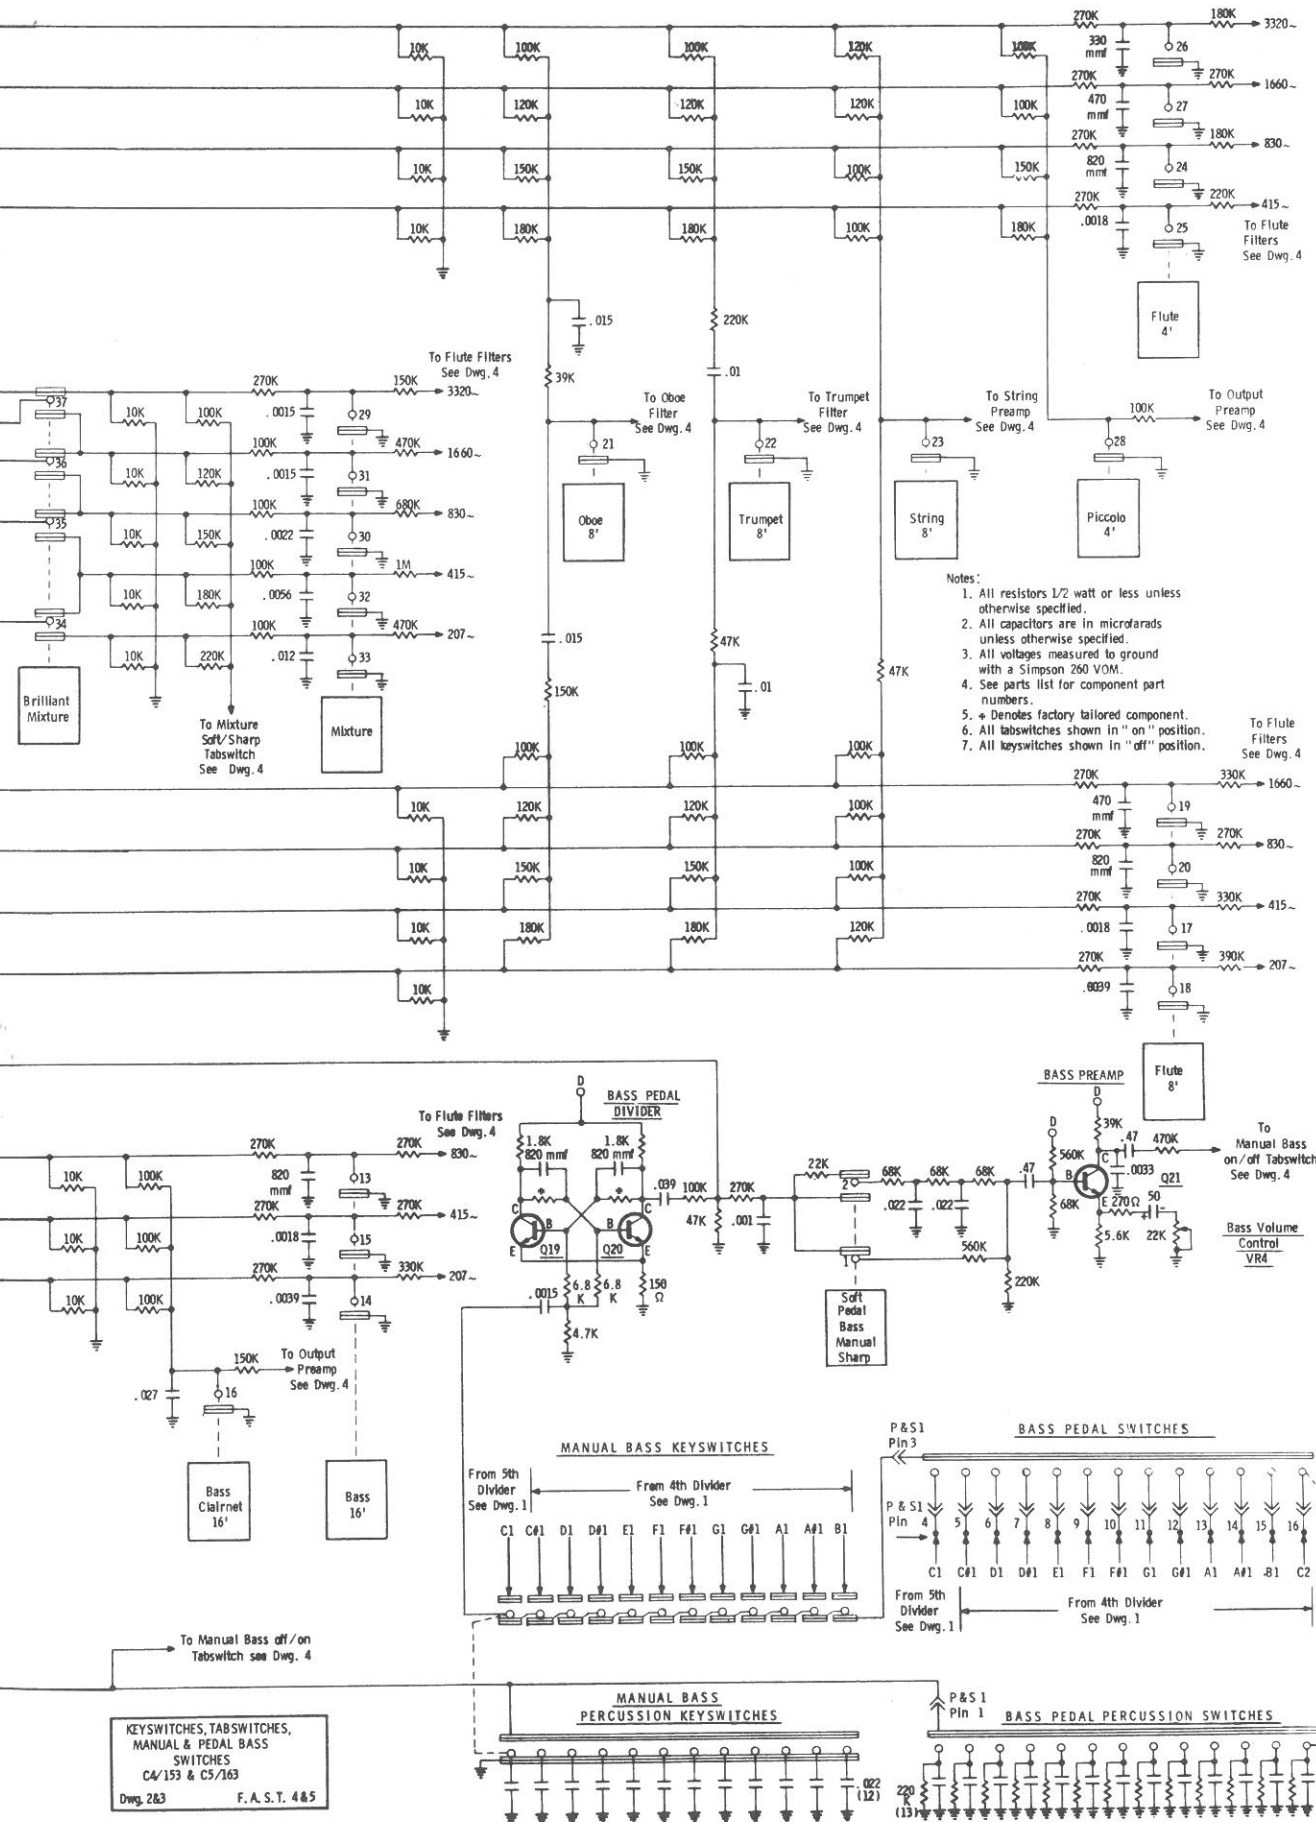 270K 180K
3320~
10K 100K 100K 120K 100K 330 mmf 26
270K 270K
1660~
10K 120K 120K 120K 100K 470 mmf 27
270K 180K
830~
10K 150K 150K 100K 150K 820 mmf 24
270K 220K
415~
10K 180K 180K 100K 180K .0018 25
To Flute
Filters
See Dwg. 4
Flute
4'
.015 220K
39K .01
To Flute Filters
See Dwg. 4
270K 150K
3320~
37 10K 100K .0015 29
100K 470K
1660~
36 10K 120K .0015 31
100K 680K
830~
35 10K 150K .0022 30
100K 1M
415~
10K 180K .0056 32
100K 470K
207~
34 10K 220K .012 33
Brilliant
Mixture
To Mixture
Soft/Sharp
Tabswitch
See Dwg. 4
Mixture
To Oboe
Filter
See Dwg. 4
21
Oboe
8'
To Trumpet
Filter
See Dwg. 4
22
Trumpet
8'
To String
Preamp
See Dwg. 4
23
String
8'
100K
To Output
Preamp
See Dwg. 4
28
Piccolo
4'
.015
150K
47K
.01
47K
Notes:
1. All resistors 1/2 watt or less unless
otherwise specified.
2. All capacitors are in microfarads
unless otherwise specified.
3. All voltages measured to ground
with a Simpson 260 VOM.
4. See parts list for component part
numbers.
5. * Denotes factory tailored component.
6. All tabswitches shown in "on" position.
7. All keyswitches shown in "off" position.
To Flute
Filters
See Dwg. 4
100K 100K 100K
270K 330K
1660~
10K 120K 120K 100K 470 mmf 19
270K 270K
830~
10K 150K 150K 100K 820 mmf 20
270K 330K
415~
10K 180K 180K 120K .0018 17
270K 390K
207~
10K .0039 18
Flute
8'
To Flute Filters
See Dwg. 4
270K 270K
830~
10K 100K 820 mmf 13
270K 270K
415~
10K 100K .0018 15
270K 330K
207~
10K 100K .0039 14
150K
To Output
Preamp
See Dwg. 4
.027 16
Bass
Clairnet
16'
Bass
16'
D
BASS PEDAL
DIVIDER
1.8K 1.8K
820 mmf 820 mmf
* *
C B E Q19
C B E Q20
.039 100K 270K
47K .001
.0015 6.8 K 6.8 K 150 Ω
4.7K
22K
2
68K 68K 68K
.022 .022
1
560K
220K
Soft
Pedal
Bass
Manual
Sharp
BASS PREAMP
D D
39K
.47 470K
560K
.47
C B E
.0033
Q21
68K
270Ω 50
+ -
5.6K 22K
To
Manual Bass
on/off Tabswitch
See Dwg. 4
Bass Volume
Control
VR4
MANUAL BASS KEYSWITCHES
From 5th
Divider
See Dwg. 1
From 4th Divider
See Dwg. 1
C1 C#1 D1 D#1 E1 F1 F#1 G1 G#1 A1 A#1 B1
P&S1
Pin 3
BASS PEDAL SWITCHES
P & S1
Pin 4 5 6 7 8 9 10 11 12 13 14 15 16
C1 C#1 D1 D#1 E1 F1 F#1 G1 G#1 A1 A#1 B1 C2
From 5th
Divider
See Dwg. 1
From 4th Divider
See Dwg. 1
To Manual Bass off/on
Tabswitch see Dwg. 4
MANUAL BASS
PERCUSSION KEYSWITCHES
.022
(12)
P&S 1
Pin 1
BASS PEDAL PERCUSSION SWITCHES
220
K
(13)
KEYSWITCHES, TABSWITCHES,
MANUAL & PEDAL BASS
SWITCHES
C4/153 & C5/163
Dwg. 2&3 F. A. S. T. 4&5